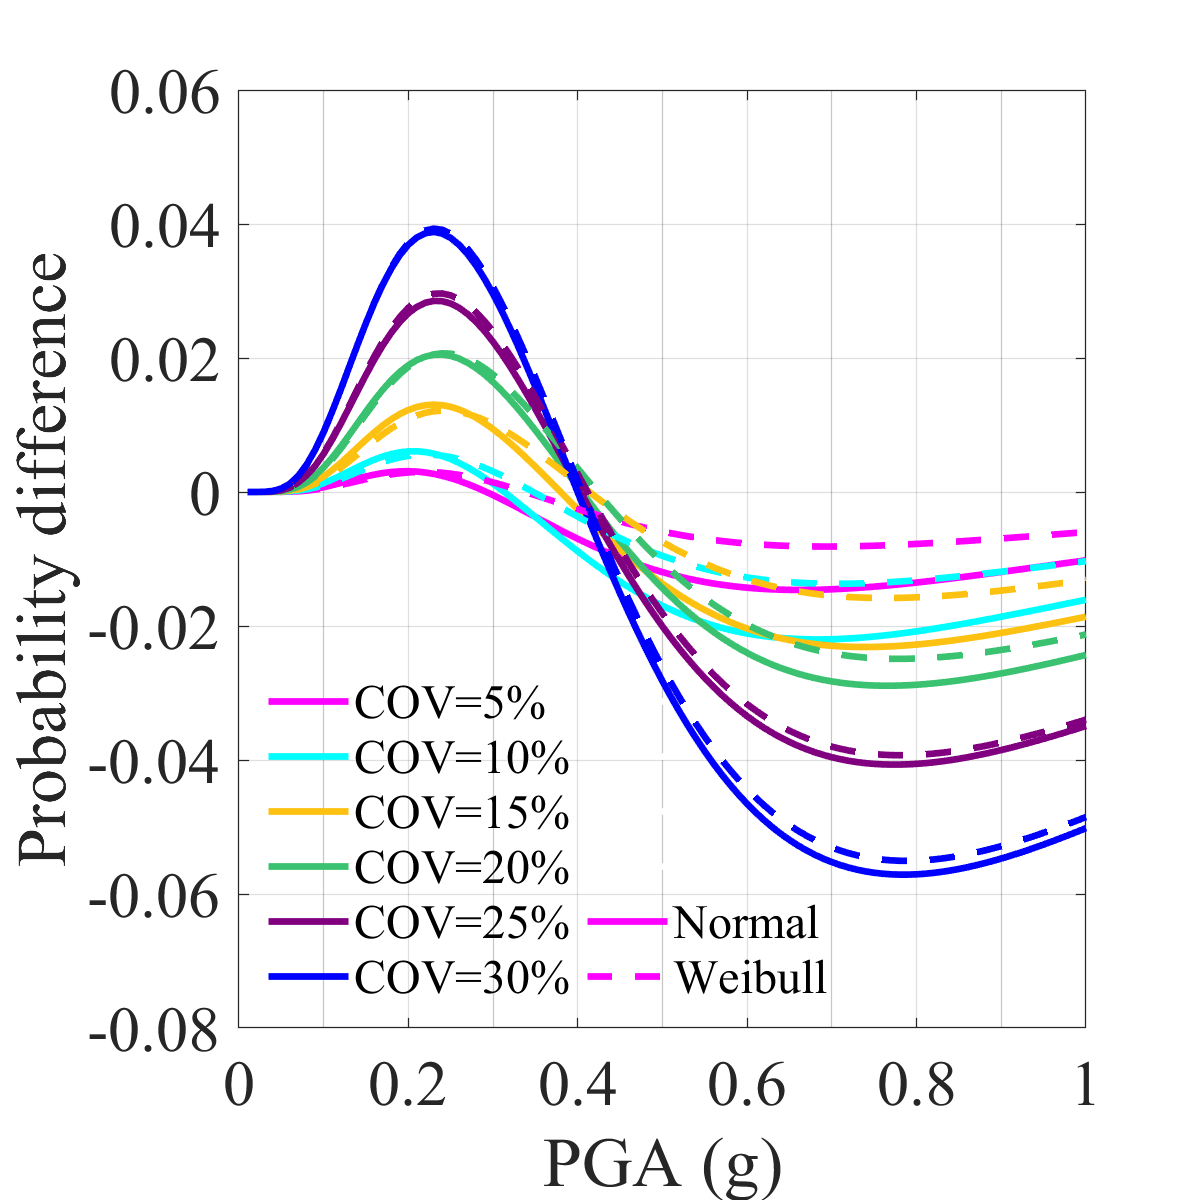 Probability difference
0.06
0.04
0.02
0
-0.02
-0.04
-0.06
-0.08
COV=5%
COV=10%
COV=15%
COV=20%
COV=25%
COV=30%
Normal
Weibull
0 0.2 0.4 0.6 0.8 1
PGA (g)